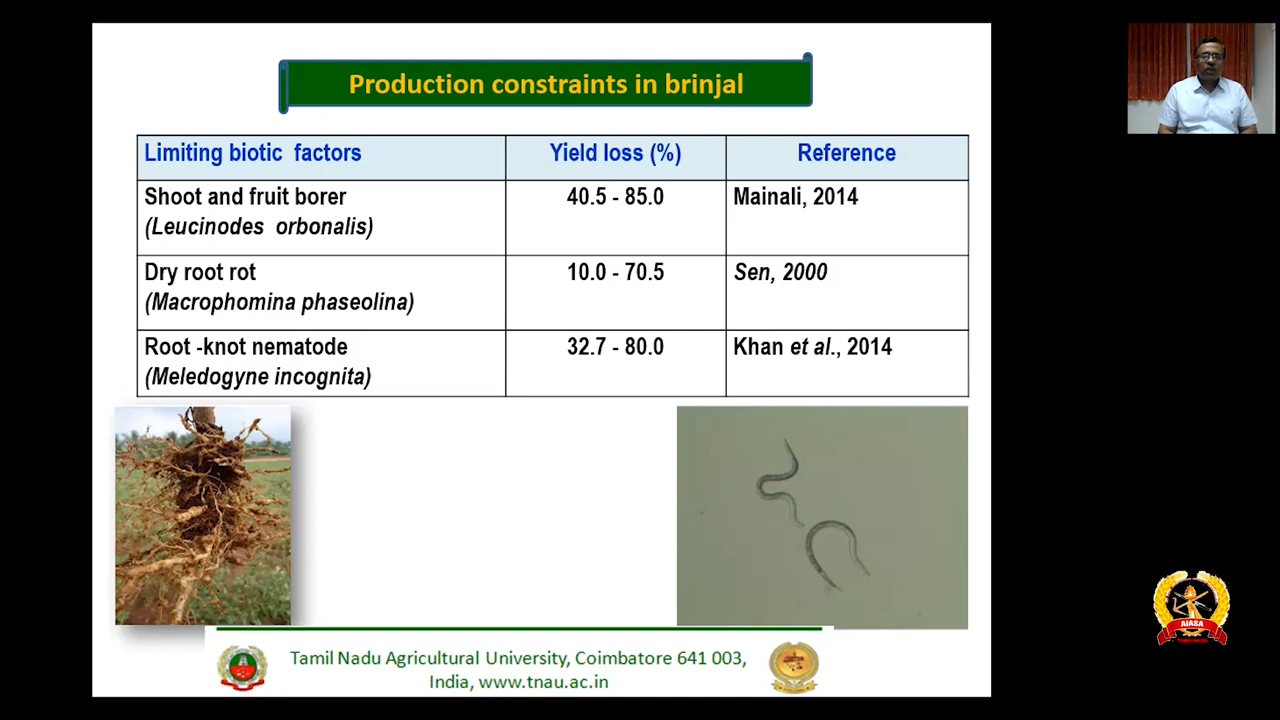 Production constraints in brinjal
Limiting biotic factors
Yield loss (%)
Reference
Shoot and fruit borer
(Leucinodes orbonalis)
40.5 - 85.0
Mainali, 2014
Dry root rot
(Macrophomina phaseolina)
10.0 - 70.5
Sen, 2000
Root -knot nematode
(Meledogyne incognita)
32.7 - 80.0
Khan et al., 2014
Tamil Nadu Agricultural University, Coimbatore 641 003,
India, www.tnau.ac.in
AIASA